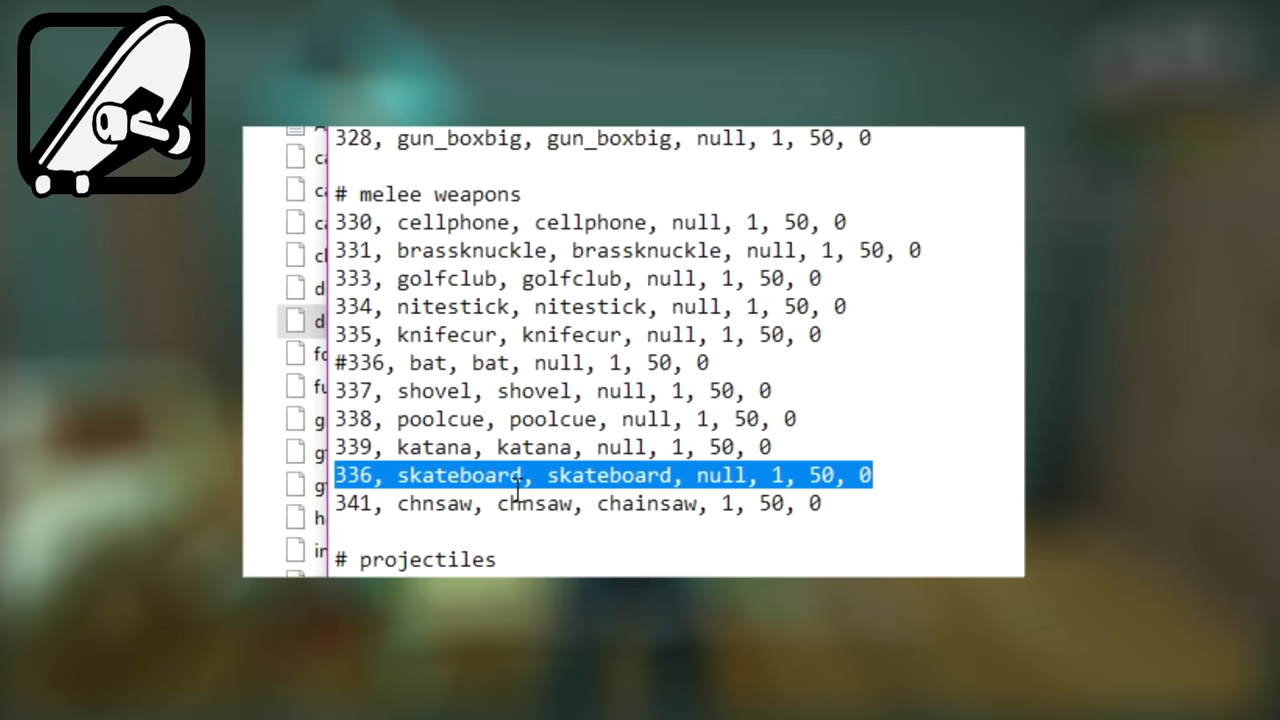 328, gun_boxbig, gun_boxbig, null, 1, 50, 0
# melee weapons
330, cellphone, cellphone, null, 1, 50, 0
331, brassknuckle, brassknuckle, null, 1, 50, 0
333, golfclub, golfclub, null, 1, 50, 0
334, nitestick, nitestick, null, 1, 50, 0
335, knifecur, knifecur, null, 1, 50, 0
#336, bat, bat, null, 1, 50, 0
337, shovel, shovel, null, 1, 50, 0
338, poolcue, poolcue, null, 1, 50, 0
339, katana, katana, null, 1, 50, 0
336, skateboard, skateboard, null, 1, 50, 0
341, chnsaw, chnsaw, chainsaw, 1, 50, 0
# projectiles